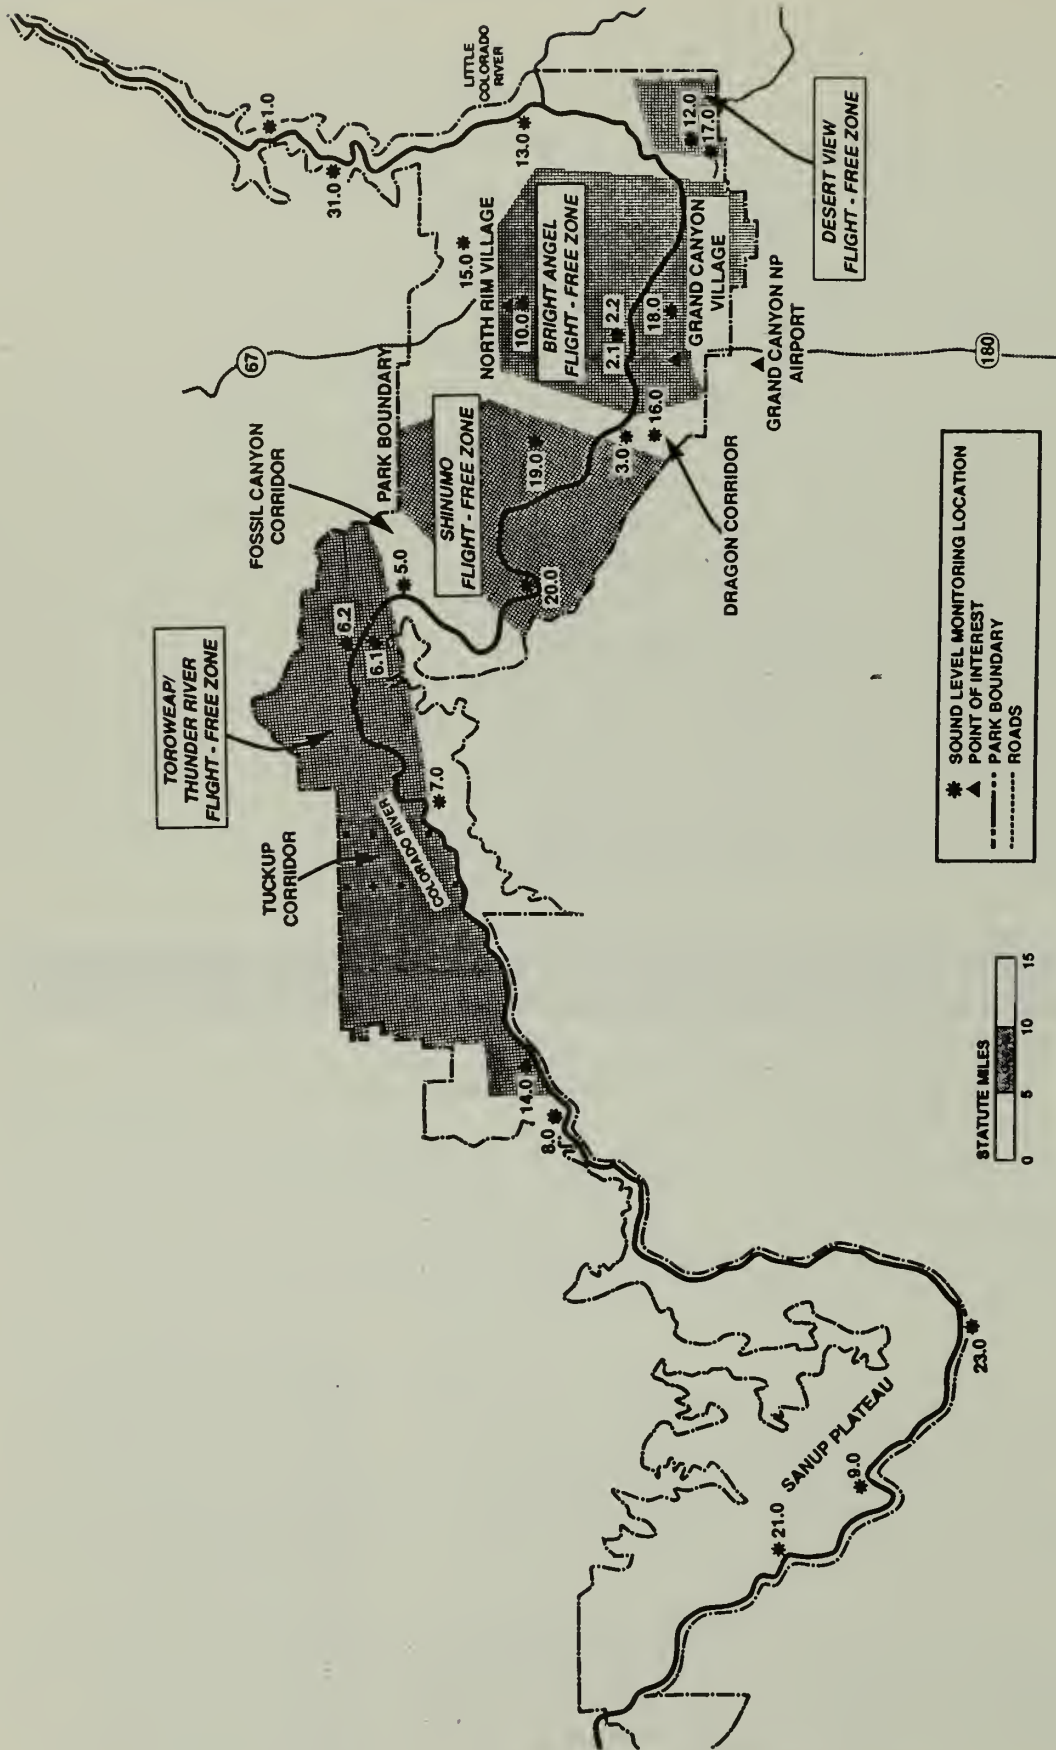 LITTLE
COLORADO
RIVER
1.0
31.0
13.0
12.0
17.0
DESERT VIEW
FLIGHT - FREE ZONE
67
15.0
NORTH RIM VILLAGE
10.0
BRIGHT ANGEL
FLIGHT - FREE ZONE
2.1
2.2
18.0
GRAND CANYON
VILLAGE
GRAND CANYON NP
AIRPORT
180
PARK BOUNDARY
FOSSIL CANYON
CORRIDOR
SHINUMO
FLIGHT - FREE ZONE
19.0
3.0
16.0
DRAGON CORRIDOR
5.0
20.0
6.2
6.1
TOROWEAP/
THUNDER RIVER
FLIGHT - FREE ZONE
TUCKUP
CORRIDOR
COLORADO RIVER
7.0
14.0
8.0
23.0
SANUP PLATEAU
9.0
21.0
SOUND LEVEL MONITORING LOCATION
POINT OF INTEREST
PARK BOUNDARY
ROADS
STATUTE MILES
0 5 10 15